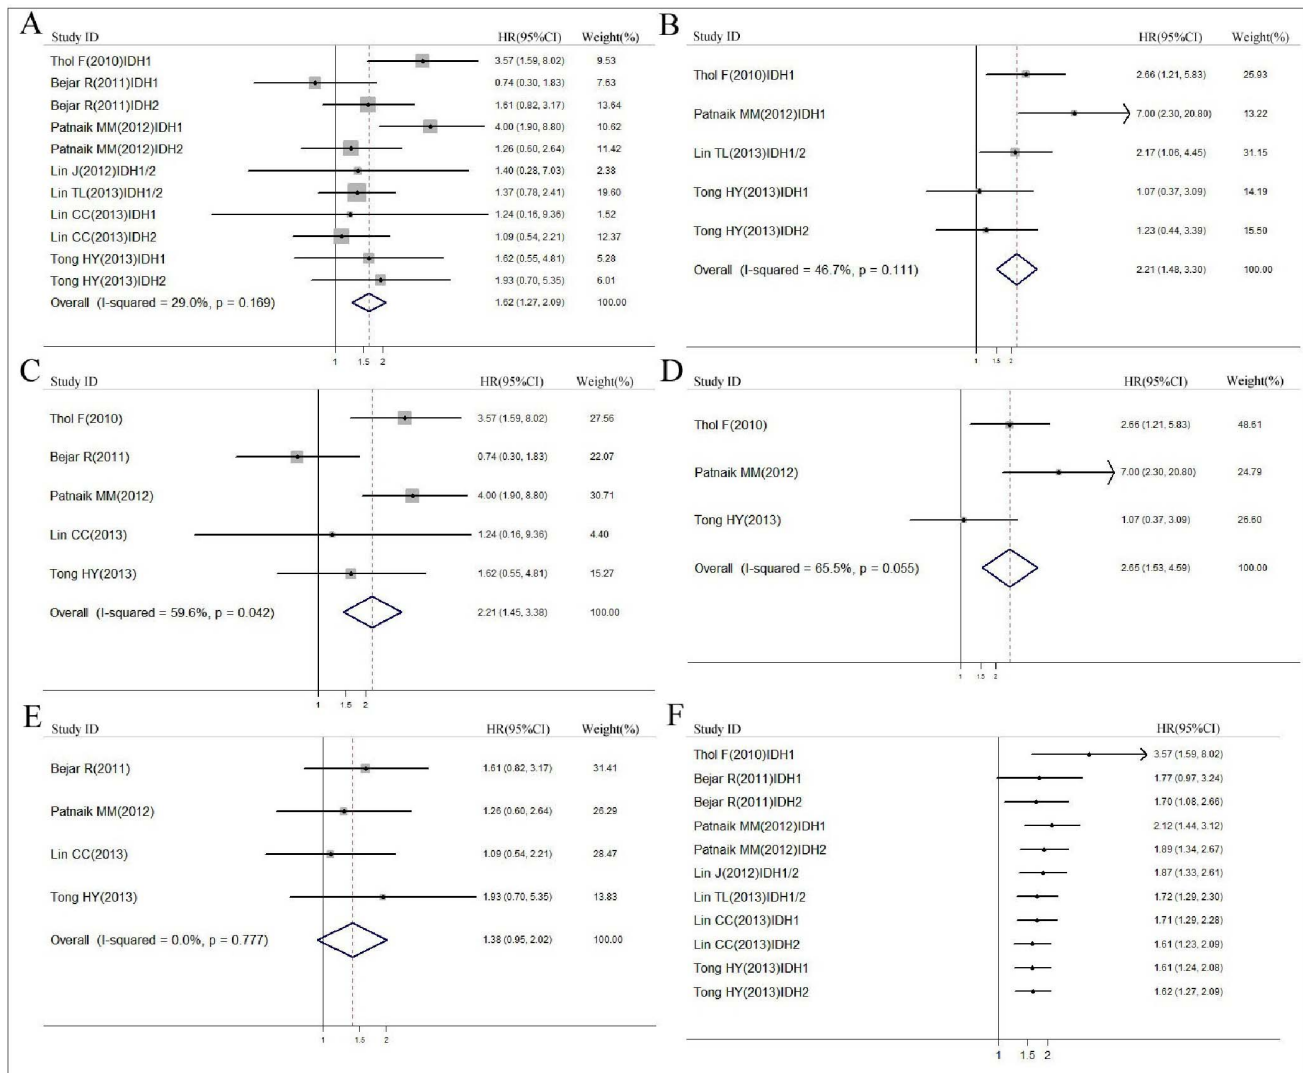 A
Study ID HR(95%CI) Weight(%)
Thol F(2010)IDH1 3.57 (1.59, 8.02) 9.53
Bejar R(2011)IDH1 0.74 (0.30, 1.83) 7.63
Bejar R(2011)IDH2 1.61 (0.82, 3.17) 13.64
Patnaik MM(2012)IDH1 4.00 (1.90, 8.80) 10.62
Patnaik MM(2012)IDH2 1.26 (0.60, 2.64) 11.42
Lin J(2012)IDH1/2 1.40 (0.28, 7.03) 2.38
Lin TL(2013)IDH1/2 1.37 (0.78, 2.41) 19.60
Lin CC(2013)IDH1 1.24 (0.16, 9.36) 1.52
Lin CC(2013)IDH2 1.09 (0.54, 2.21) 12.37
Tong HY(2013)IDH1 1.62 (0.55, 4.81) 5.28
Tong HY(2013)IDH2 1.93 (0.70, 5.35) 6.01
Overall (I-squared = 29.0%, p = 0.169) 1.62 (1.27, 2.09) 100.00
1 1.5 2
B
Study ID HR(95%CI) Weight(%)
Thol F(2010)IDH1 2.66 (1.21, 5.83) 25.93
Patnaik MM(2012)IDH1 7.00 (2.30, 20.80) 13.22
Lin TL(2013)IDH1/2 2.17 (1.06, 4.45) 31.15
Tong HY(2013)IDH1 1.07 (0.37, 3.09) 14.19
Tong HY(2013)IDH2 1.23 (0.44, 3.39) 15.50
Overall (I-squared = 46.7%, p = 0.111) 2.21 (1.48, 3.30) 100.00
1 1.5 2
C
Study ID HR(95%CI) Weight(%)
Thol F(2010) 3.57 (1.59, 8.02) 27.56
Bejar R(2011) 0.74 (0.30, 1.83) 22.07
Patnaik MM(2012) 4.00 (1.90, 8.80) 30.71
Lin CC(2013) 1.24 (0.16, 9.36) 4.40
Tong HY(2013) 1.62 (0.55, 4.81) 15.27
Overall (I-squared = 59.6%, p = 0.042) 2.21 (1.45, 3.38) 100.00
1 1.5 2
D
Study ID HR(95%CI) Weight(%)
Thol F(2010) 2.66 (1.21, 5.83) 48.61
Patnaik MM(2012) 7.00 (2.30, 20.80) 24.79
Tong HY(2013) 1.07 (0.37, 3.09) 26.60
Overall (I-squared = 65.5%, p = 0.055) 2.65 (1.53, 4.59) 100.00
1 1.5 2
E
Study ID HR(95%CI) Weight(%)
Bejar R(2011) 1.61 (0.82, 3.17) 31.41
Patnaik MM(2012) 1.26 (0.60, 2.64) 26.29
Lin CC(2013) 1.09 (0.54, 2.21) 28.47
Tong HY(2013) 1.93 (0.70, 5.35) 13.83
Overall (I-squared = 0.0%, p = 0.777) 1.38 (0.95, 2.02) 100.00
1 1.5 2
F
Study ID HR(95%CI)
Thol F(2010)IDH1 3.57 (1.59, 8.02)
Bejar R(2011)IDH1 1.77 (0.97, 3.24)
Bejar R(2011)IDH2 1.70 (1.08, 2.66)
Patnaik MM(2012)IDH1 2.12 (1.44, 3.12)
Patnaik MM(2012)IDH2 1.89 (1.34, 2.67)
Lin J(2012)IDH1/2 1.87 (1.33, 2.61)
Lin TL(2013)IDH1/2 1.72 (1.29, 2.30)
Lin CC(2013)IDH1 1.71 (1.29, 2.28)
Lin CC(2013)IDH2 1.61 (1.23, 2.09)
Tong HY(2013)IDH1 1.61 (1.24, 2.08)
Tong HY(2013)IDH2 1.62 (1.27, 2.09)
1 1.5 2